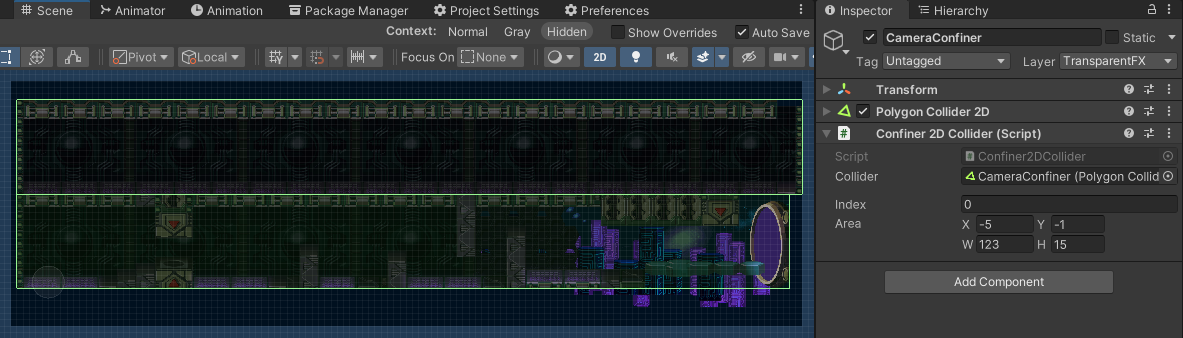 Scene Animator Animation Package Manager Project Settings Preferences
Context: Normal Gray Hidden Show Overrides Auto Save
Pivot Local Focus On None 2D
Inspector Hierarchy
CameraConfiner Static
Tag Untagged Layer TransparentFX
Transform
Polygon Collider 2D
# Confiner 2D Collider (Script)
Script # Confiner2DCollider
Collider CameraConfiner (Polygon Collid
Index 0
Area X -5 Y -1
W 123 H 15
Add Component